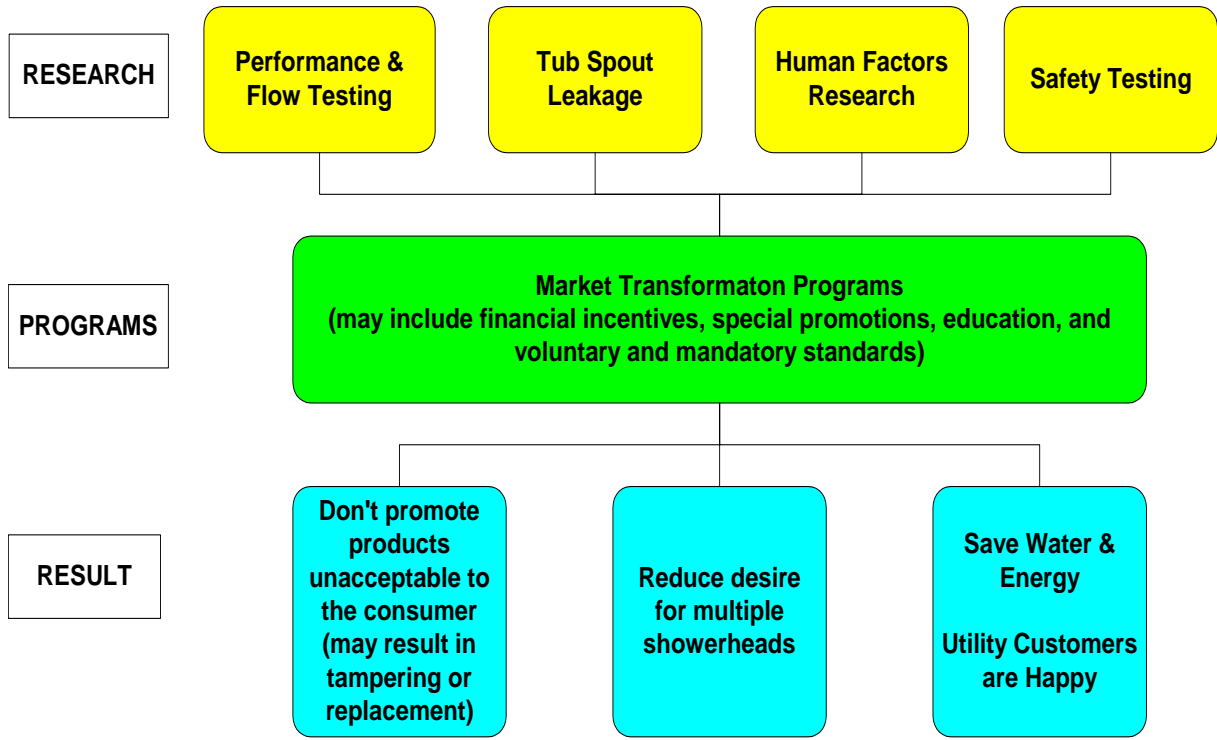 RESEARCH
Performance &
Flow Testing
Tub Spout
Leakage
Human Factors
Research
Safety Testing
PROGRAMS
Market Transformaton Programs
(may include financial incentives, special promotions, education, and
voluntary and mandatory standards)
RESULT
Don't promote
products
unacceptable to
the consumer
(may result in
tampering or
replacement)
Reduce desire
for multiple
showerheads
Save Water &
Energy
Utility Customers
are Happy